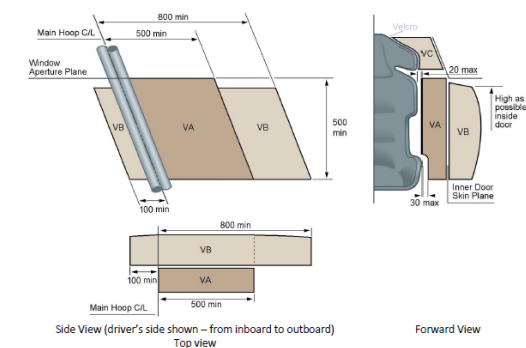 800 min
Main Hoop C/L
500 min
Window
Aperture Plane
VB
VA
VB
500
min
100 min
Velcro
VC
20 max
High as
possible
inside
door
VA
VB
Inner Door
Skin Plane
30 max
800 min
VB
100 min
VA
500 min
Main Hoop C/L
Side View (driver's side shown – from inboard to outboard)
Top view
Forward View